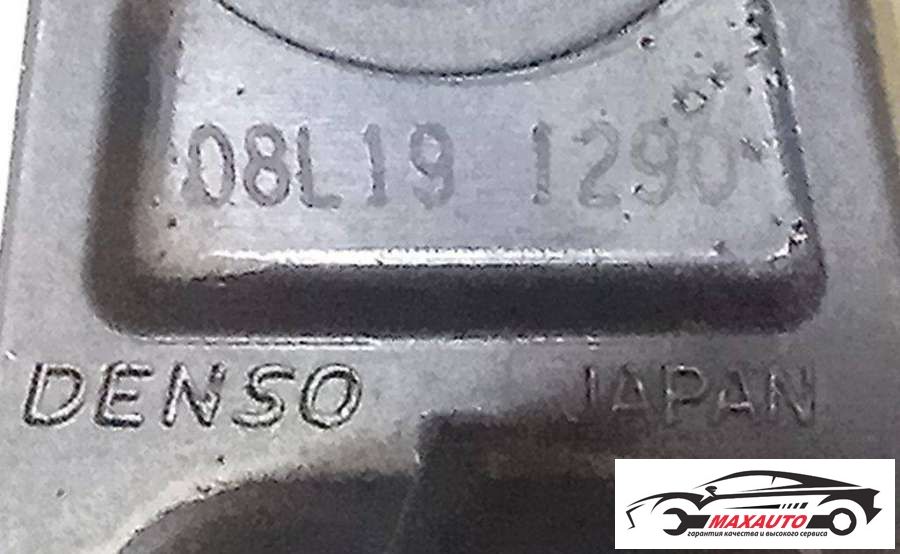 08L19 1290
DENSO JAPAN
MAXAUTO
гарантия качества и высокого сервиса